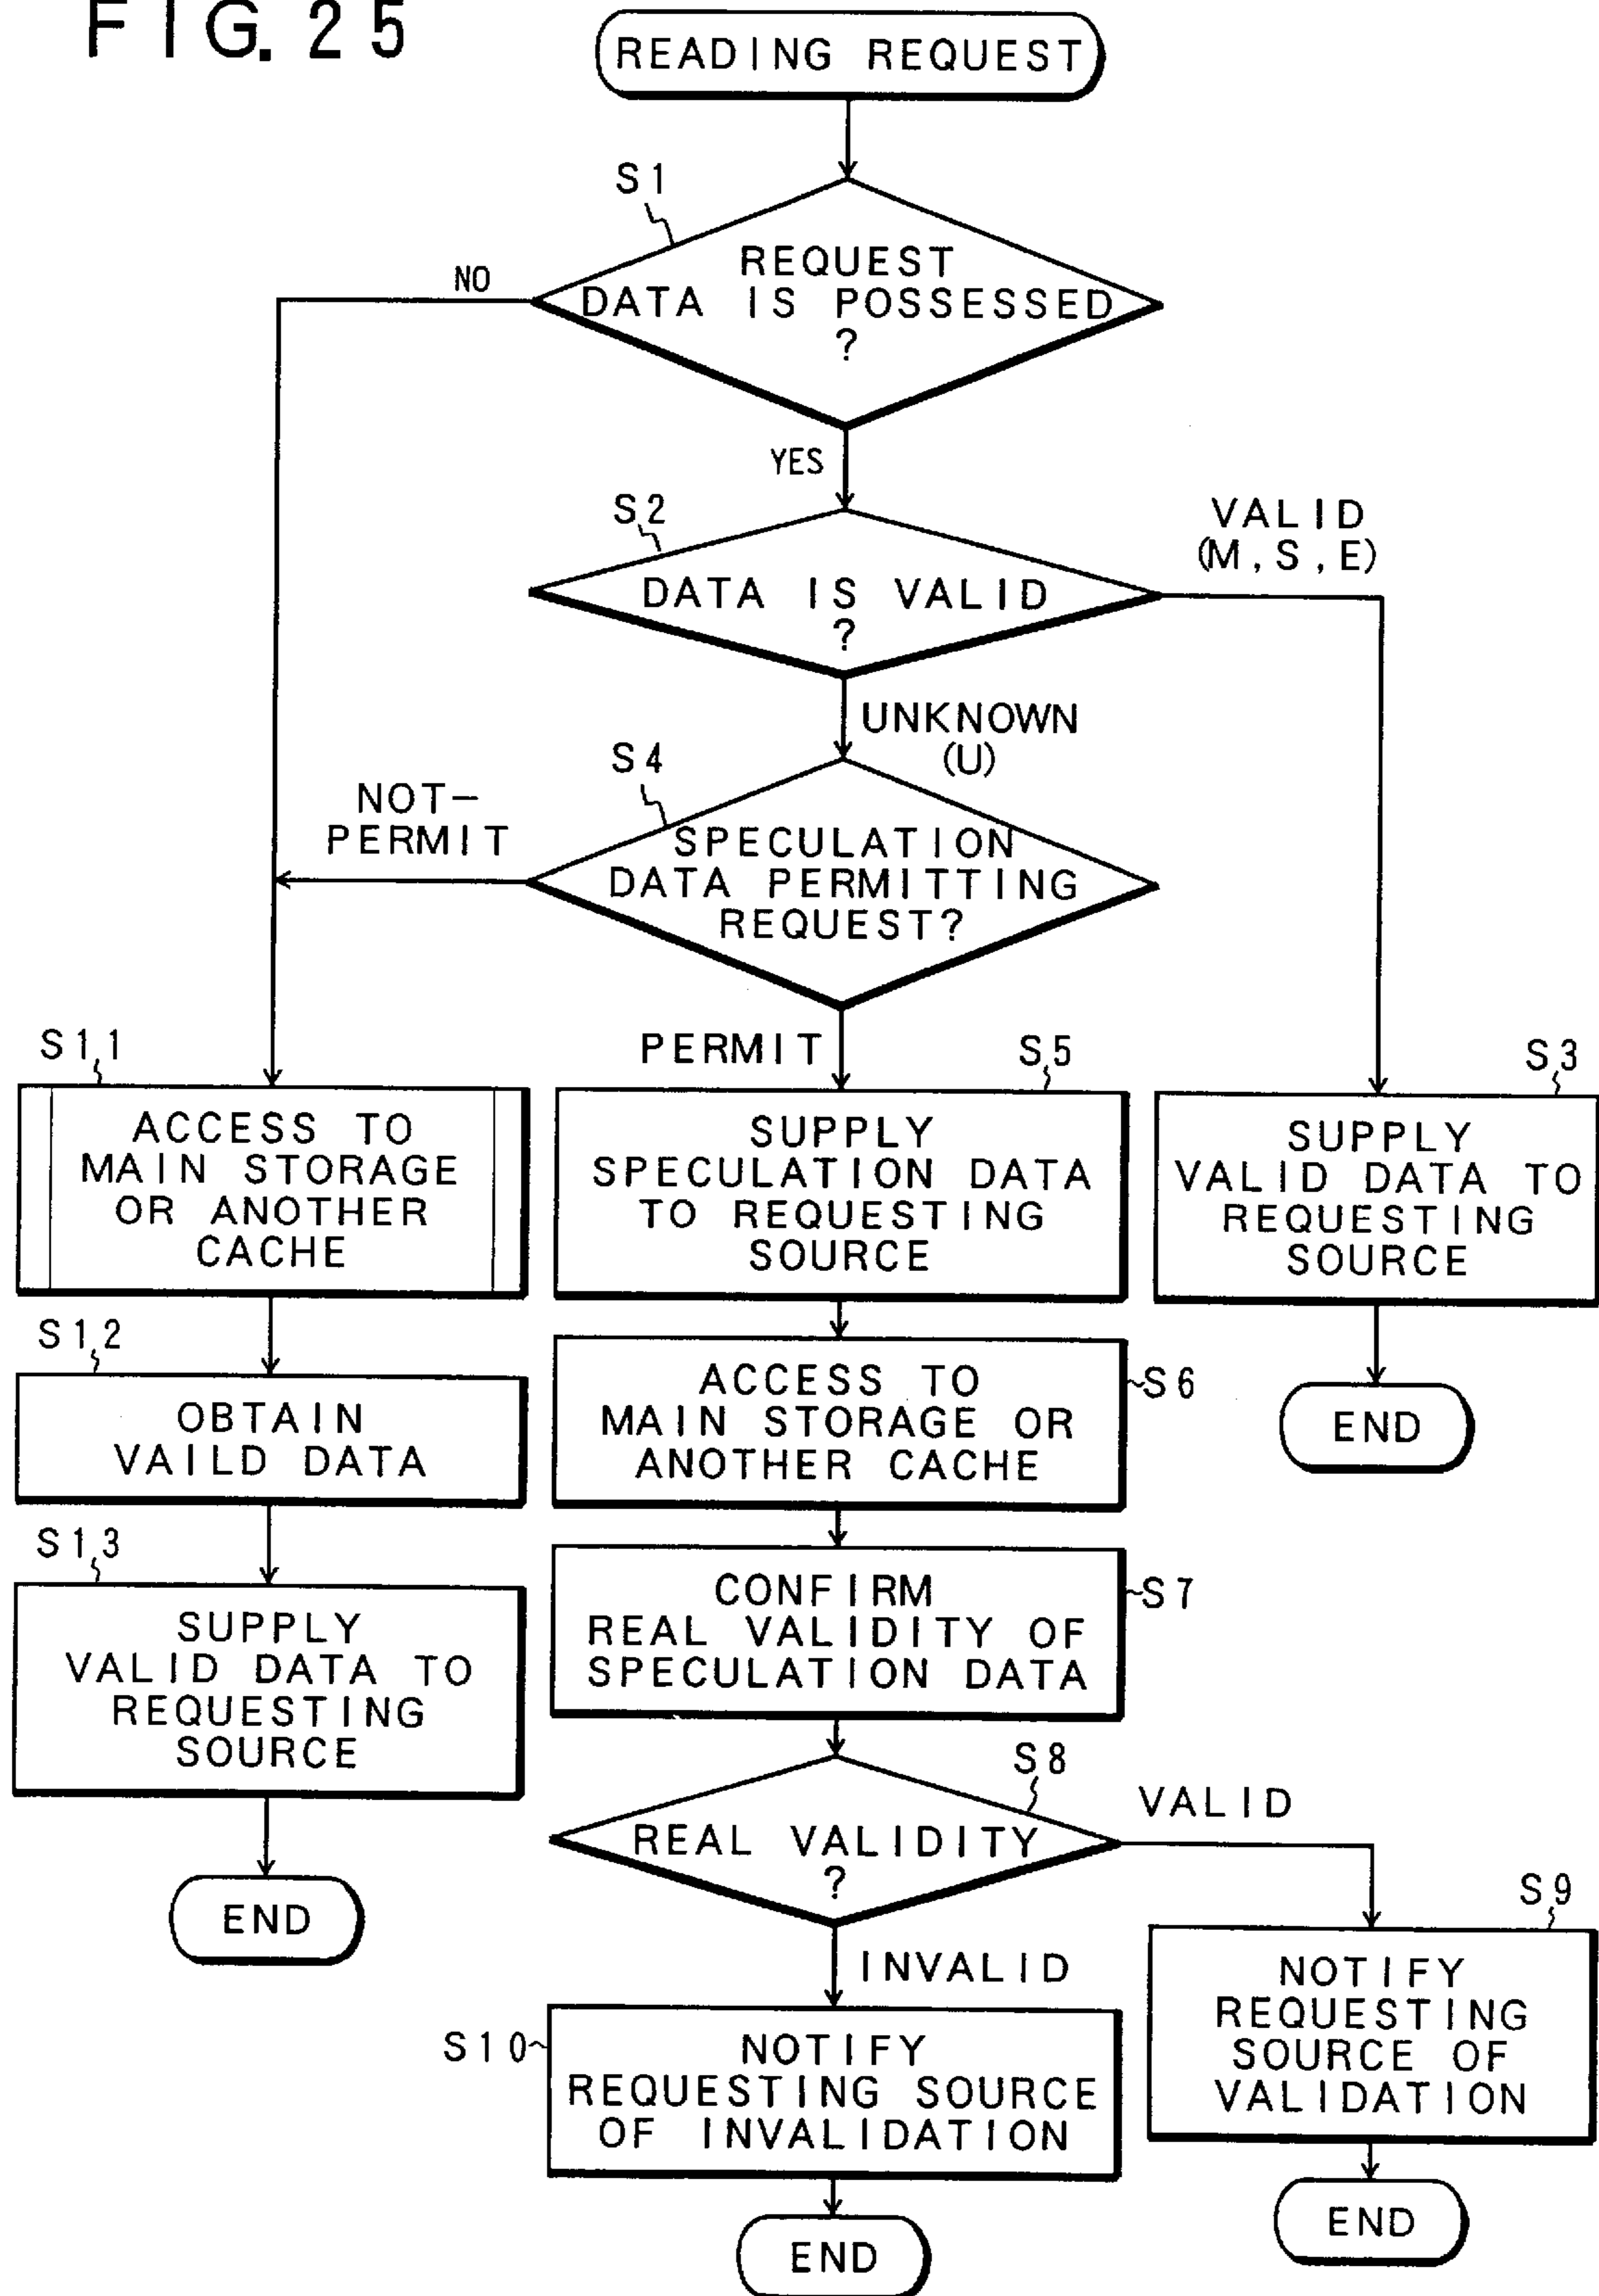 FIG. 25
READING REQUEST
S1
REQUEST
DATA IS POSSESSED
?
NO
YES
S2
VALID
(M, S, E)
DATA IS VALID
?
UNKNOWN
(U)
S4
NOT-
PERMIT
SPECULATION
DATA PERMITTING
REQUEST?
PERMIT
S11
ACCESS TO
MAIN STORAGE
OR ANOTHER
CACHE
S5
SUPPLY
SPECULATION DATA
TO REQUESTING
SOURCE
S3
SUPPLY
VALID DATA TO
REQUESTING
SOURCE
END
S12
OBTAIN
VAILD DATA
S6
ACCESS TO
MAIN STORAGE OR
ANOTHER CACHE
S13
SUPPLY
VALID DATA TO
REQUESTING
SOURCE
END
S7
CONFIRM
REAL VALIDITY OF
SPECULATION DATA
S8
REAL VALIDITY
?
VALID
INVALID
S9
NOTIFY
REQUESTING
SOURCE OF
VALIDATION
END
S10
NOTIFY
REQUESTING SOURCE
OF INVALIDATION
END